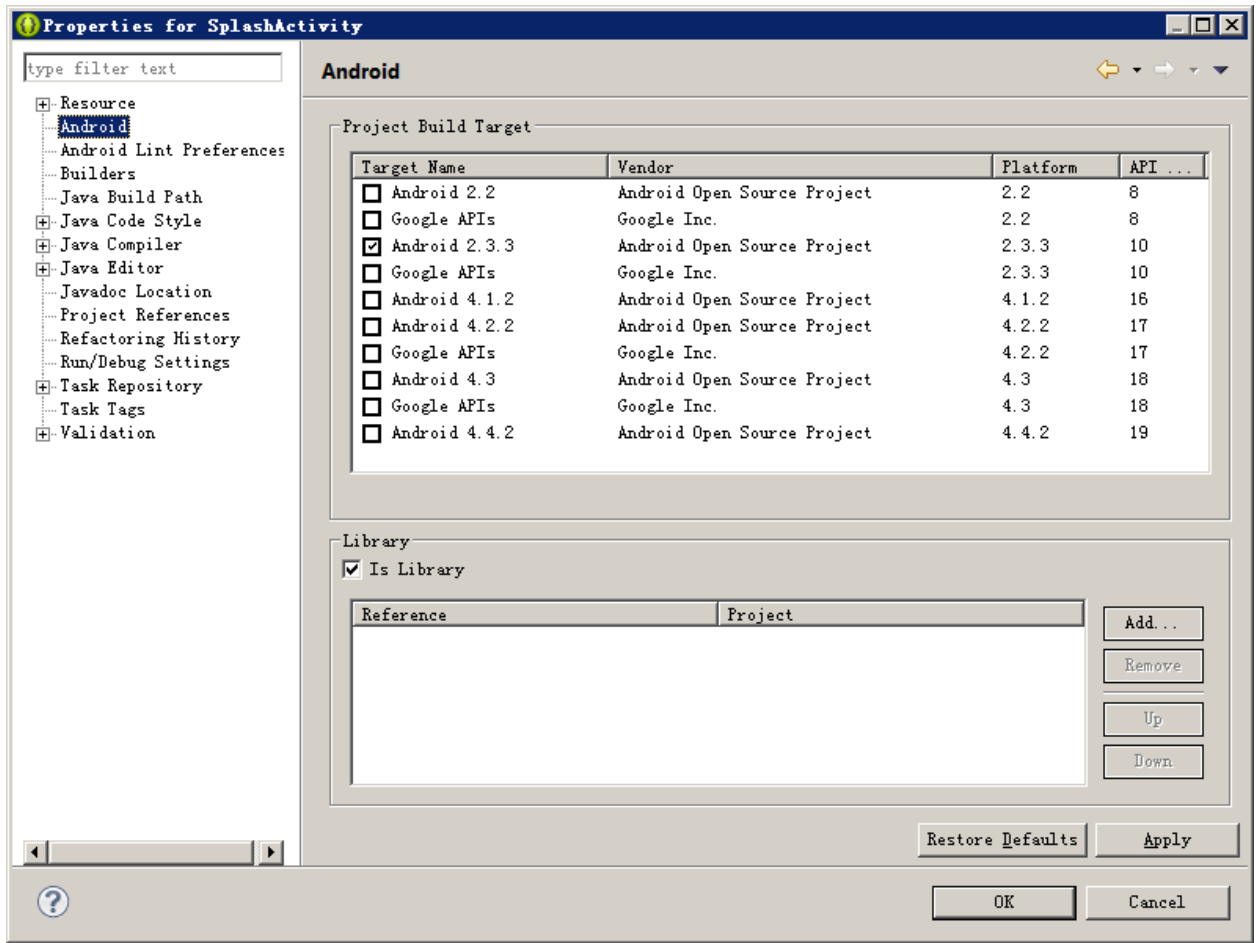 Properties for SplashActivity
type filter text
Resource
Android
Android Lint Preferences
Builders
Java Build Path
Java Code Style
Java Compiler
Java Editor
Javadoc Location
Project References
Refactoring History
Run/Debug Settings
Task Repository
Task Tags
Validation
Android
Project Build Target
Target Name Vendor Platform API ...
Android 2.2 Android Open Source Project 2.2 8
Google APIs Google Inc. 2.2 8
Android 2.3.3 Android Open Source Project 2.3.3 10
Google APIs Google Inc. 2.3.3 10
Android 4.1.2 Android Open Source Project 4.1.2 16
Android 4.2.2 Android Open Source Project 4.2.2 17
Google APIs Google Inc. 4.2.2 17
Android 4.3 Android Open Source Project 4.3 18
Google APIs Google Inc. 4.3 18
Android 4.4.2 Android Open Source Project 4.4.2 19
Library
Is Library
Reference Project
Add...
Remove
Up
Down
Restore Defaults Apply
OK Cancel